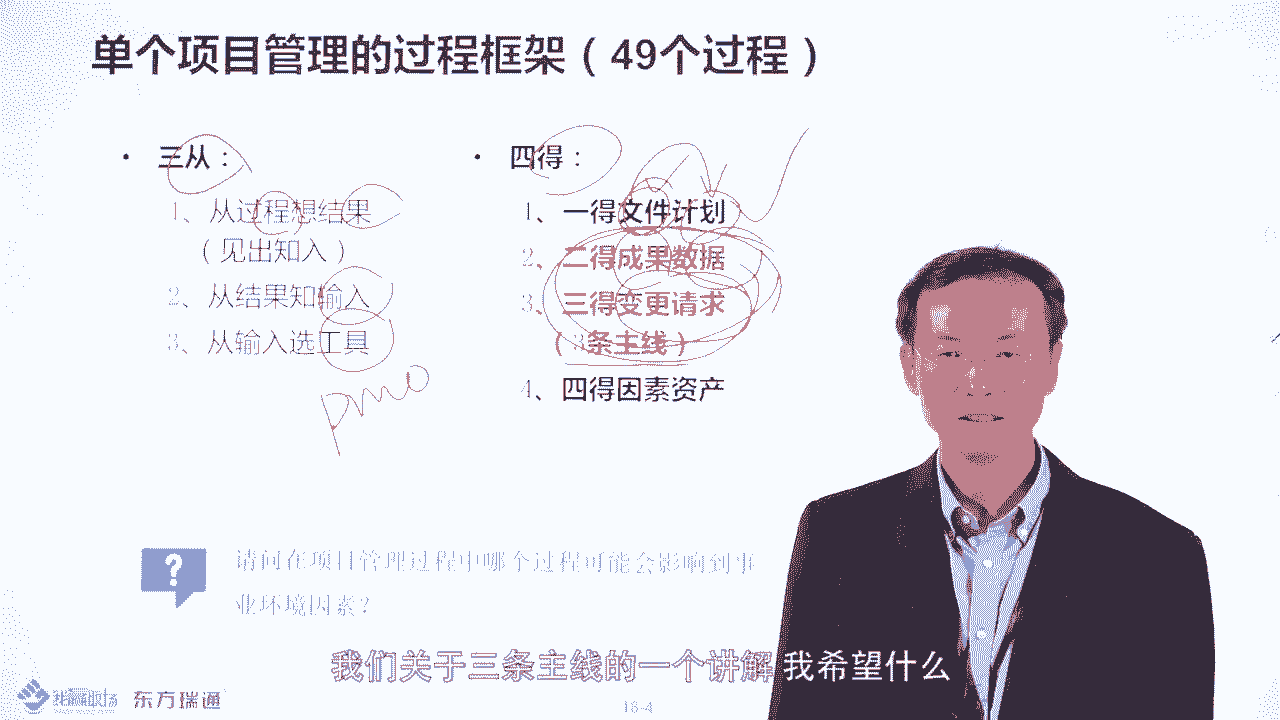 单个项目管理的过程框架（49个过程）
• 三从：
1、从过程想结果
（见出知入）
2、从结果知输入
3、从输入选工具
pmo
• 四得：
1、一得文件计划
2、二得成果数据
3、三得变更请求
（3条主线）
4、四得因素资产
请问在项目管理过程中哪个过程可能会影响到事
业环境因素？
我们关于三条主线的一个讲解 我希望什么
东方瑞通
16-4